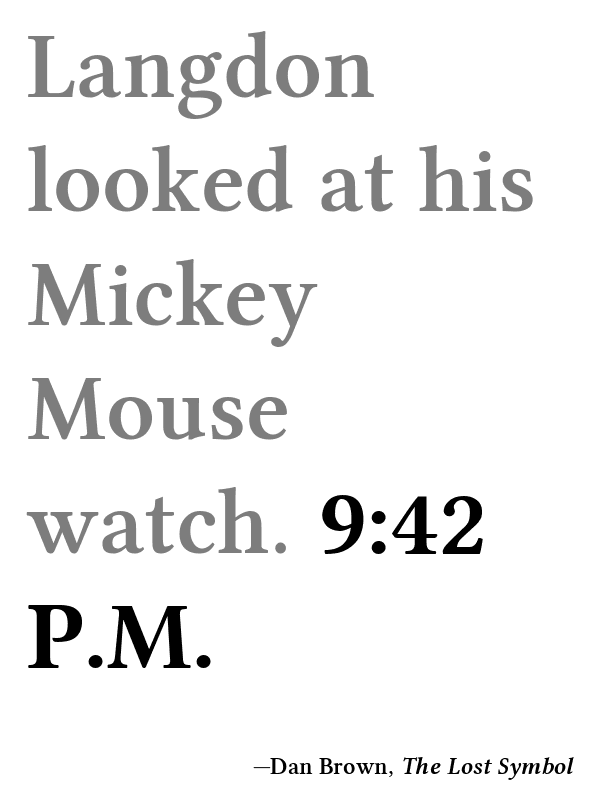 Langdon
looked at his
Mickey
Mouse
watch. 9:42
P.M.
—Dan Brown, The Lost Symbol